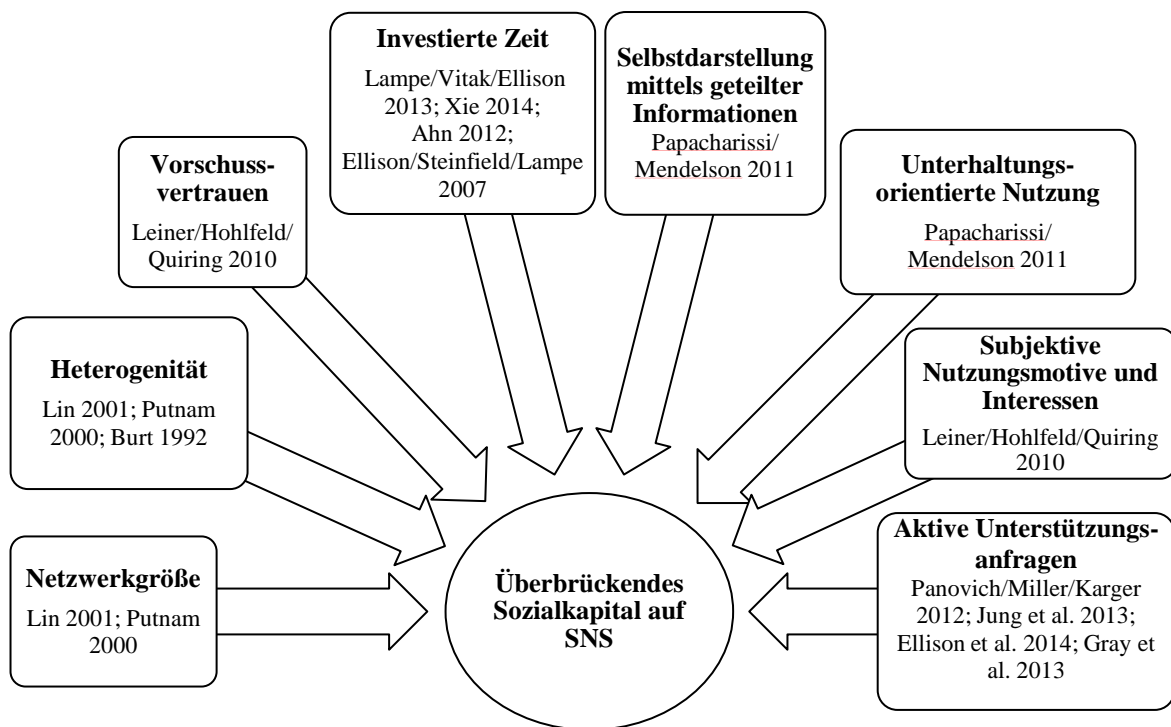 Investierte Zeit
Lampe/Vitak/Ellison
2013; Xie 2014;
Ahn 2012;
Ellison/Steinfield/Lampe
2007
Selbstdarstellung
mittels geteilter
Informationen
Papacharissi/
Mendelson 2011
Vorschuss-
vertrauen
Leiner/Hohlfeld/
Quiring 2010
Unterhaltungs-
orientierte Nutzung
Papacharissi/
Mendelson 2011
Heterogenität
Lin 2001; Putnam
2000; Burt 1992
Subjektive
Nutzungsmotive und
Interessen
Leiner/Hohlfeld/Quiring
2010
Netzwerkgröße
Lin 2001; Putnam
2000
Überbrückendes
Sozialkapital auf
SNS
Aktive Unterstützungs-
anfragen
Panovich/Miller/Karger
2012; Jung et al. 2013;
Ellison et al. 2014; Gray
et al. 2013